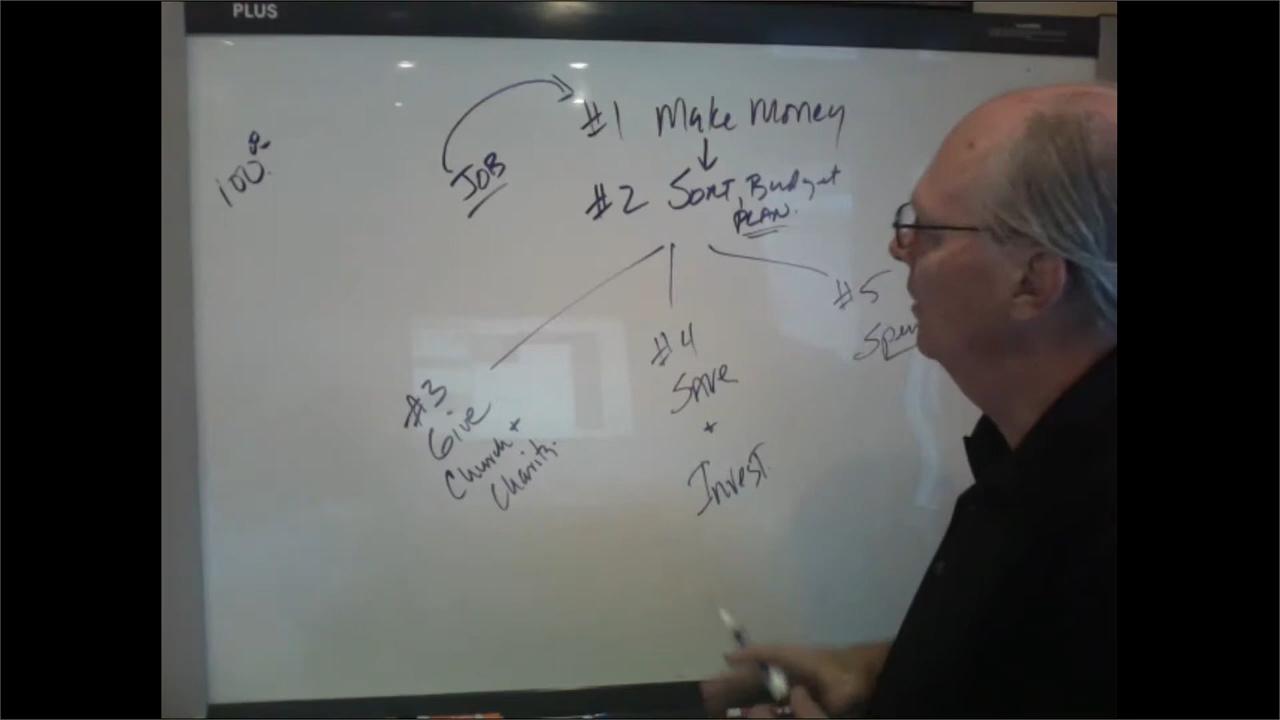 PLUS
#1 Make Money
100%
JOB
#2 Sort, Budget
PLAN.
#5
#4
Save
+
Invest.
#3
Give
Church +
Charity.